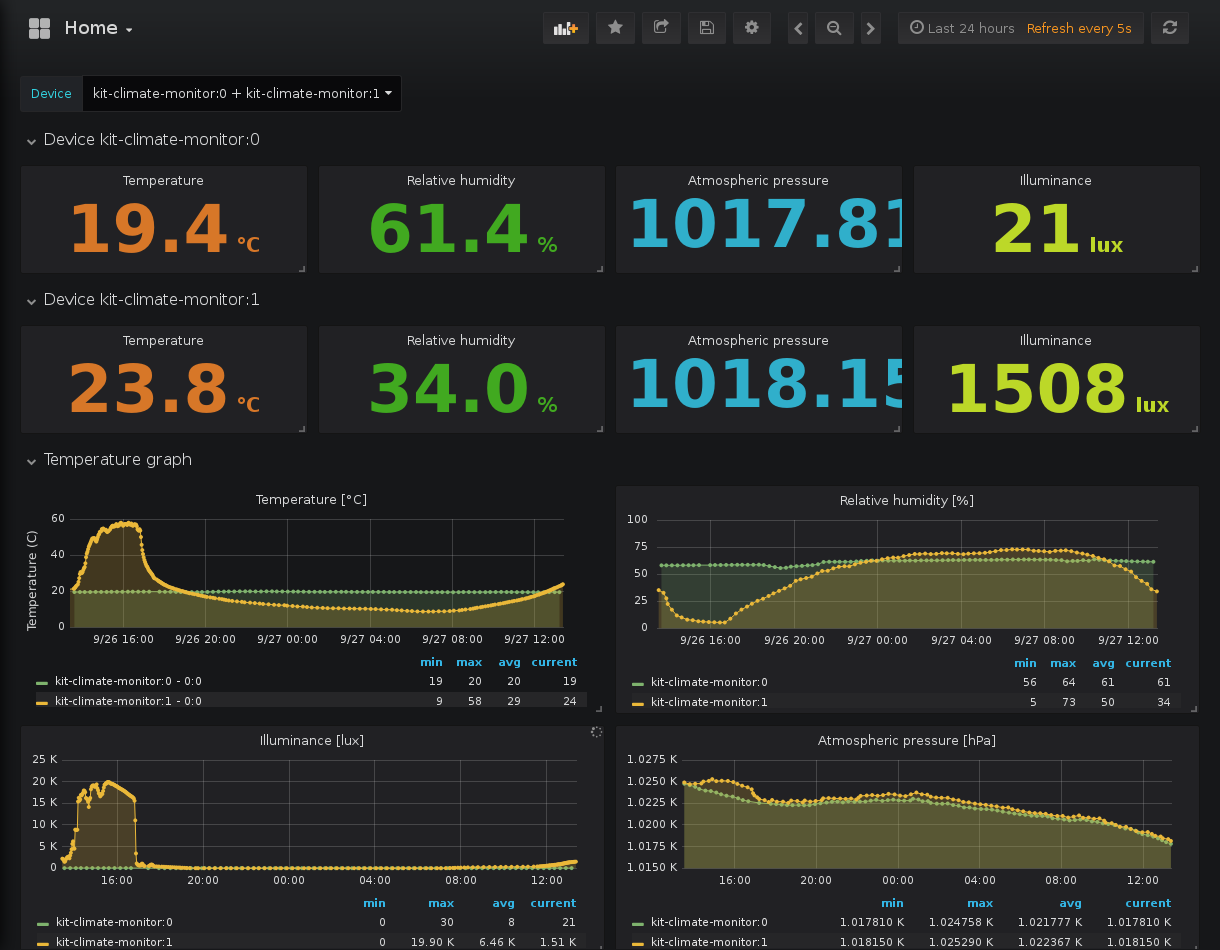 Home
Last 24 hours Refresh every 5s
Device kit-climate-monitor:0 + kit-climate-monitor:1
Device kit-climate-monitor:0
Temperature Relative humidity Atmospheric pressure Illuminance
19.4 °C 61.4 % 1017.81 21 lux
Device kit-climate-monitor:1
Temperature Relative humidity Atmospheric pressure Illuminance
23.8 °C 34.0 % 1018.15 1508 lux
Temperature graph
Temperature [°C]
Temperature (C)
60
40
20
0
9/26 16:00 9/26 20:00 9/27 00:00 9/27 04:00 9/27 08:00 9/27 12:00
min max avg current
kit-climate-monitor:0 - 0:0 19 20 20 19
kit-climate-monitor:1 - 0:0 9 58 29 24
Relative humidity [%]
100
75
50
25
0
9/26 16:00 9/26 20:00 9/27 00:00 9/27 04:00 9/27 08:00 9/27 12:00
min max avg current
kit-climate-monitor:0 56 64 61 61
kit-climate-monitor:1 5 73 50 34
Illuminance [lux]
25 K
20 K
15 K
10 K
5 K
0
16:00 20:00 00:00 04:00 08:00 12:00
min max avg current
kit-climate-monitor:0 0 30 8 21
kit-climate-monitor:1 0 19.90 K 6.46 K 1.51 K
Atmospheric pressure [hPa]
1.0275 K
1.0250 K
1.0225 K
1.0200 K
1.0175 K
1.0150 K
16:00 20:00 00:00 04:00 08:00 12:00
min max avg current
kit-climate-monitor:0 1.017810 K 1.024758 K 1.021777 K 1.017810 K
kit-climate-monitor:1 1.018150 K 1.025290 K 1.022367 K 1.018150 K